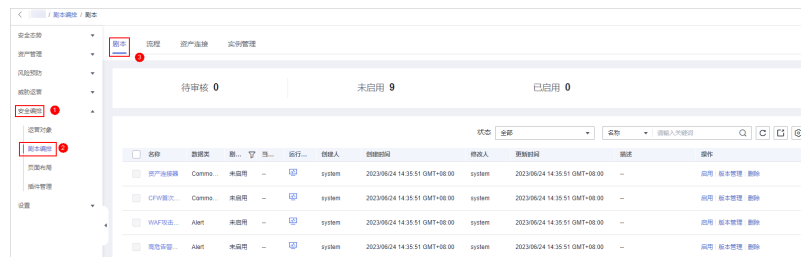 < / 剧本编排 / 剧本
安全态势
资产管理
风险预防
威胁运营
安全编排 1
运营对象
剧本编排 2
页面布局
插件管理
设置
剧本 流程 资产连接 实例管理
3
待审核 0 未启用 9 已启用 0
状态 全部 名称 请输入关键词
名称 数据类 剧... 当... 运行... 创建人 创建时间 修改人 更新时间 描述 操作
资产连接器 Commo... 未启用 -- system 2023/06/24 14:35:51 GMT+08:00 system 2023/06/24 14:35:51 GMT+08:00 -- 启用 版本管理 删除
CFW首次... Commo... 未启用 -- system 2023/06/24 14:35:51 GMT+08:00 system 2023/06/24 14:35:51 GMT+08:00 -- 启用 版本管理 删除
WAF攻击... Alert 未启用 -- system 2023/06/24 14:35:51 GMT+08:00 system 2023/06/24 14:35:51 GMT+08:00 -- 启用 版本管理 删除
高危告警... Alert 未启用 -- system 2023/06/24 14:35:51 GMT+08:00 system 2023/06/24 14:35:51 GMT+08:00 -- 启用 版本管理 删除